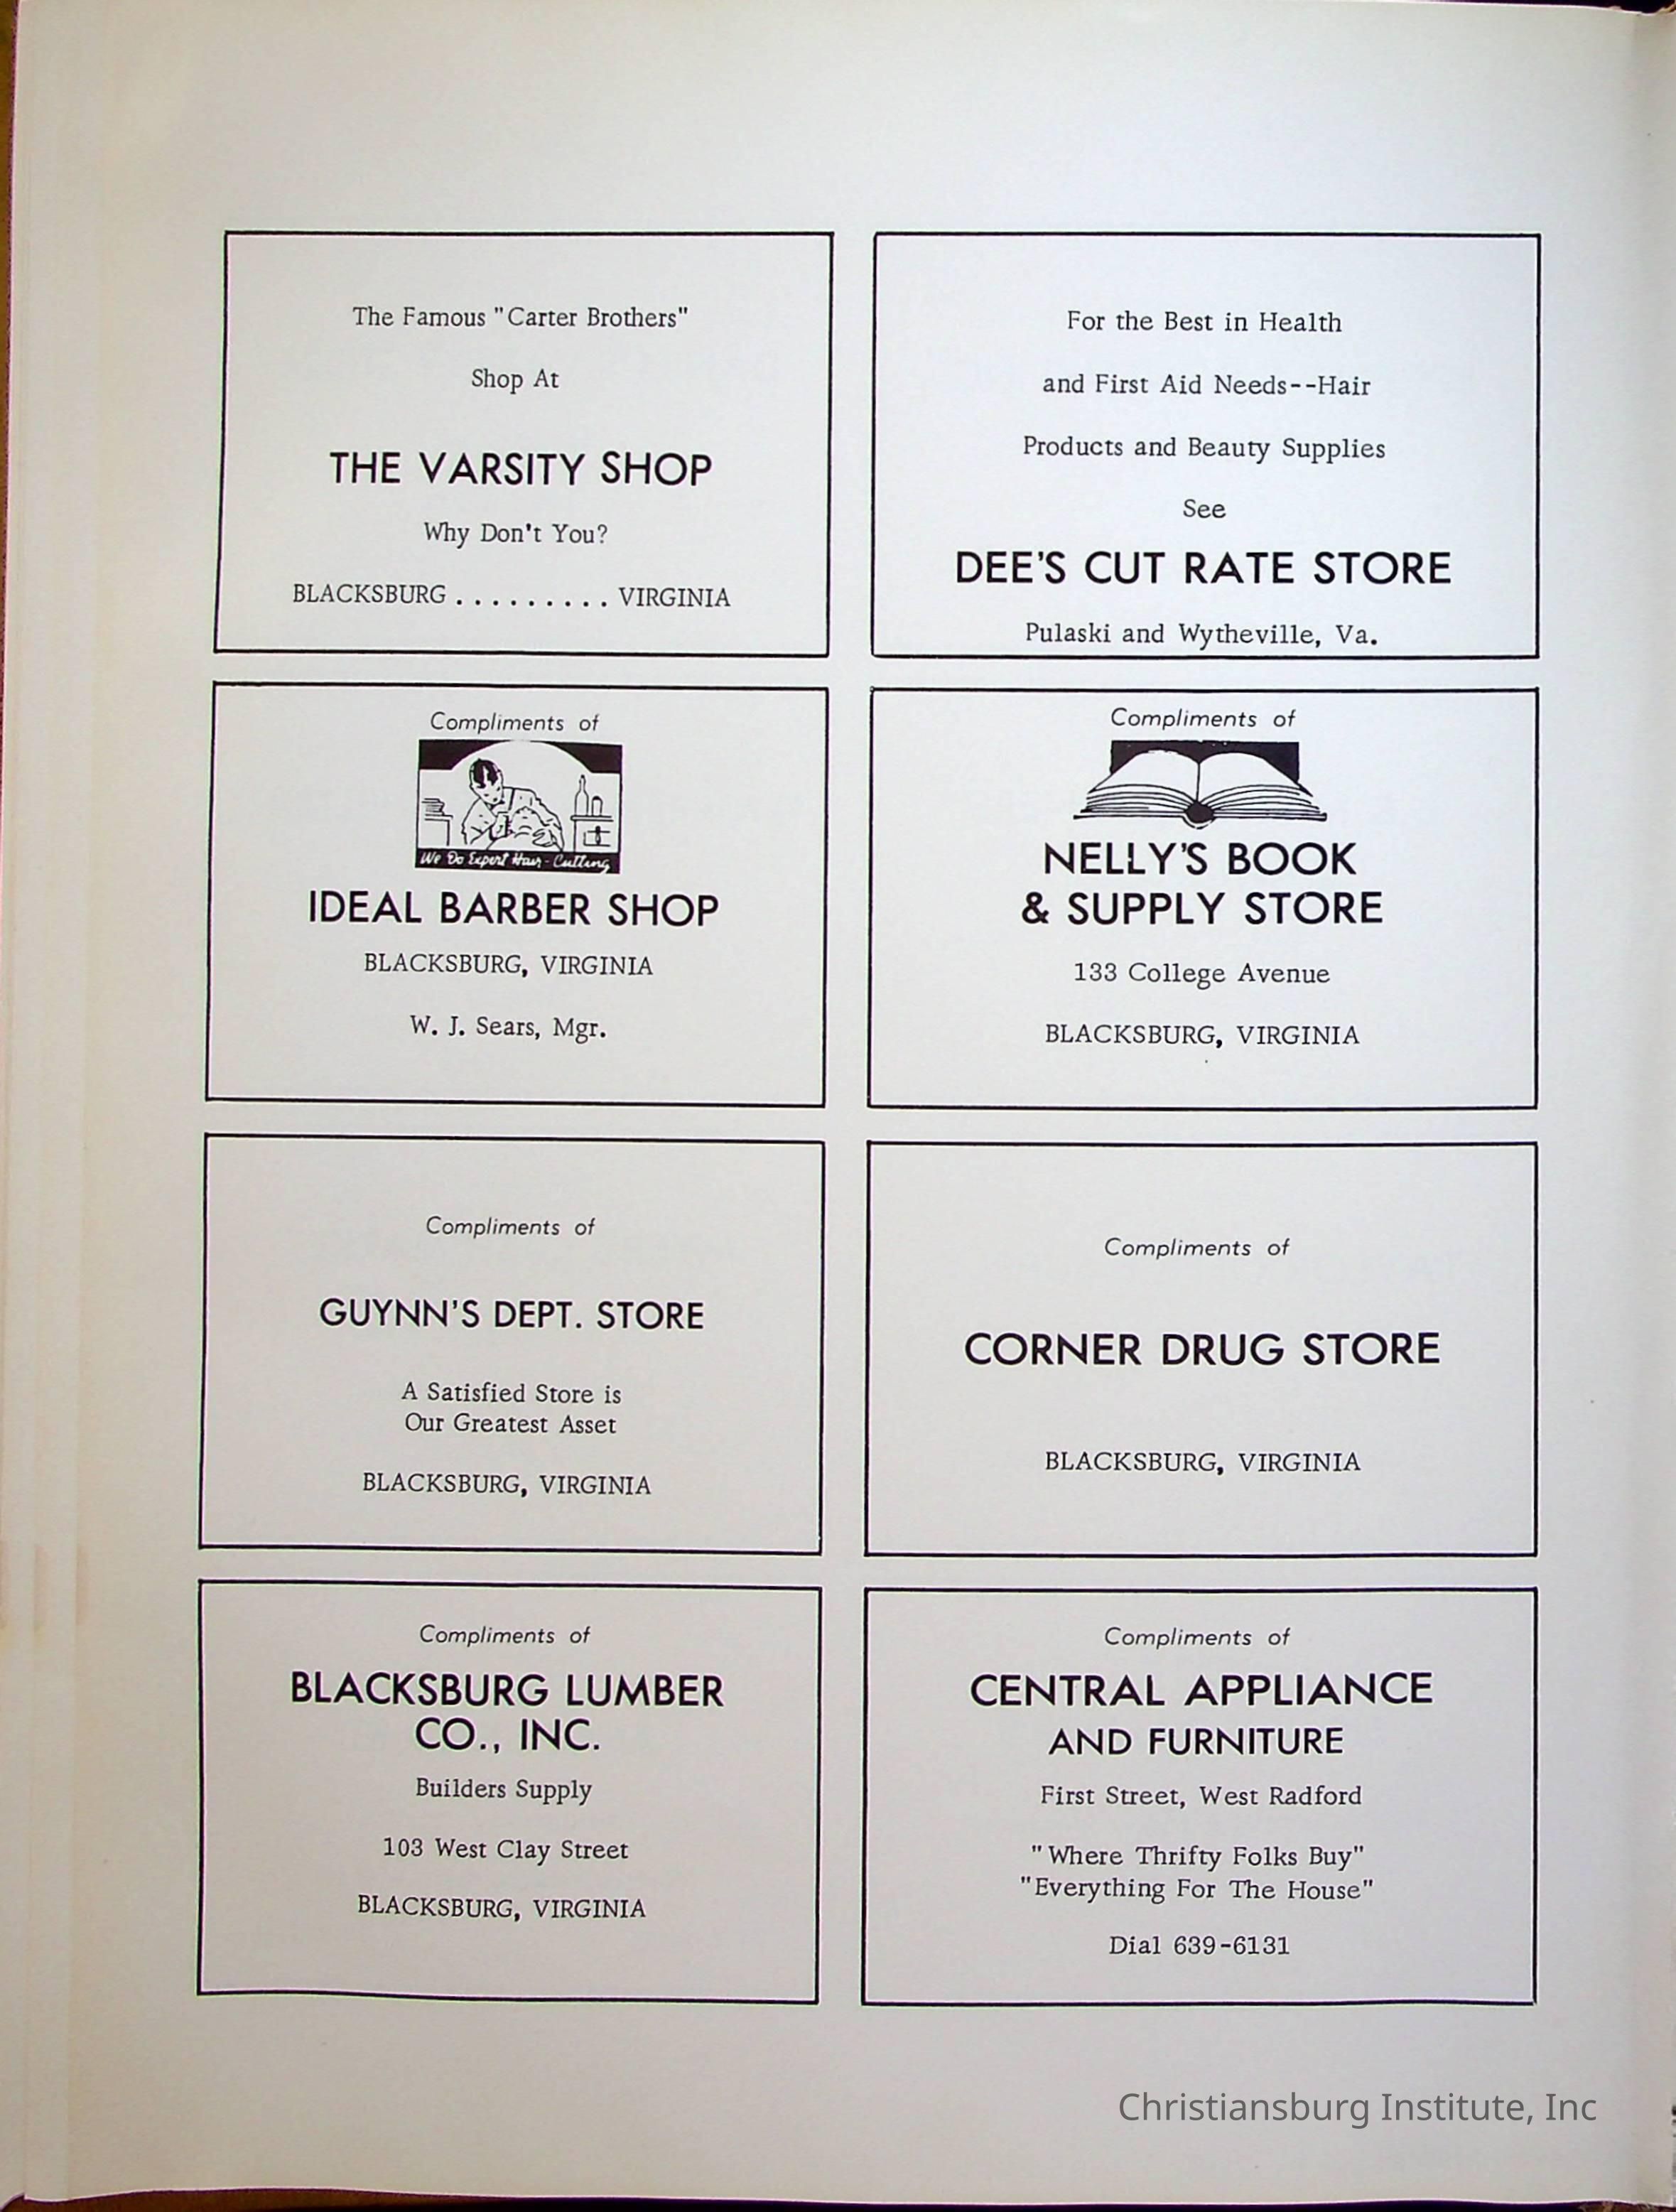 The Famous "Carter Brothers"
Shop At
THE VARSITY SHOP
Why Don't You?
BLACKSBURG . . . . . . . . . VIRGINIA
For the Best in Health
and First Aid Needs--Hair
Products and Beauty Supplies
See
DEE'S CUT RATE STORE
Pulaski and Wytheville, Va.
Compliments of
We Do Expert Hair-Cutting
IDEAL BARBER SHOP
BLACKSBURG, VIRGINIA
W. J. Sears, Mgr.
Compliments of
NELLY'S BOOK
& SUPPLY STORE
133 College Avenue
BLACKSBURG, VIRGINIA
Compliments of
GUYNN'S DEPT. STORE
A Satisfied Store is
Our Greatest Asset
BLACKSBURG, VIRGINIA
Compliments of
CORNER DRUG STORE
BLACKSBURG, VIRGINIA
Compliments of
BLACKSBURG LUMBER
CO., INC.
Builders Supply
103 West Clay Street
BLACKSBURG, VIRGINIA
Compliments of
CENTRAL APPLIANCE
AND FURNITURE
First Street, West Radford
"Where Thrifty Folks Buy"
"Everything For The House"
Dial 639-6131
Christiansburg Institute, Inc